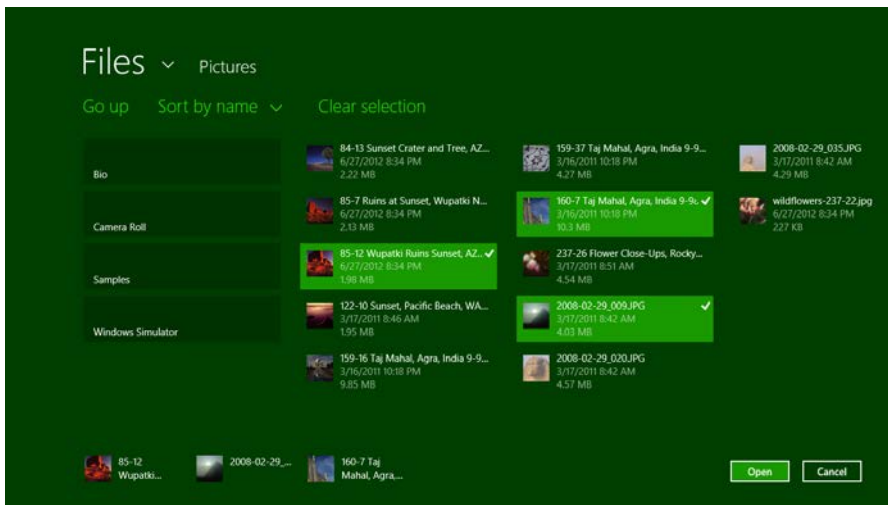 Files Pictures
Go up Sort by name Clear selection
Bio
Camera Roll
Samples
Windows Simulator
84-13 Sunset Crater and Tree, AZ...
6/27/2012 8:34 PM
2.22 MB
85-7 Ruins at Sunset, Wupatki N...
6/27/2012 8:34 PM
2.13 MB
85-12 Wupatki Ruins Sunset, AZ...
6/27/2012 8:34 PM
1.98 MB
122-10 Sunset, Pacific Beach, WA...
3/17/2011 8:46 AM
1.95 MB
159-16 Taj Mahal, Agra, India 9-9...
3/16/2011 10:18 PM
9.85 MB
159-37 Taj Mahal, Agra, India 9-9...
3/16/2011 10:18 PM
4.27 MB
160-7 Taj Mahal, Agra, India 9-9...
3/16/2011 10:18 PM
10.3 MB
237-26 Flower Close-Ups, Rocky...
3/17/2011 8:51 AM
4.54 MB
2008-02-29_009.JPG
3/17/2011 8:42 AM
4.03 MB
2008-02-29_020.JPG
3/17/2011 8:42 AM
4.57 MB
2008-02-29_035.JPG
3/17/2011 8:42 AM
4.29 MB
wildflowers-237-22.jpg
6/27/2012 8:34 PM
227 KB
85-12
Wupatki...
2008-02-29_...
160-7 Taj
Mahal, Agra,...
Open Cancel